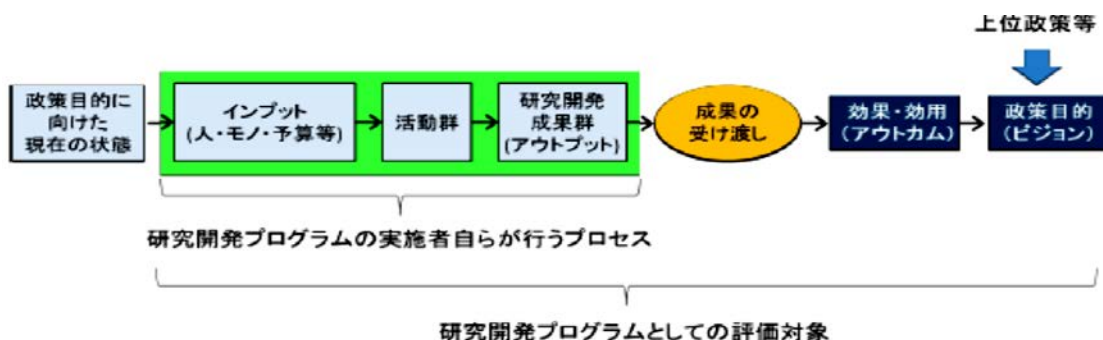 上位政策等
政策目的に
向けた
現在の状態
インプット
(人・モノ・予算等)
活動群
研究開発
成果群
(アウトプット)
成果の
受け渡し
効果・効用
(アウトカム)
政策目的
(ビジョン)
研究開発プログラムの実施者自らが行うプロセス
研究開発プログラムとしての評価対象